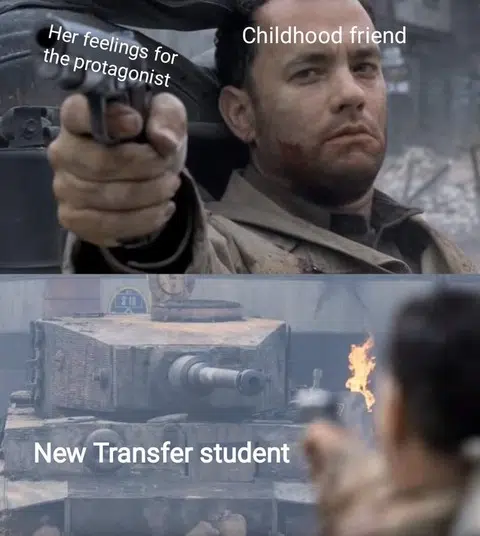 Her feelings for
the protagonist
Childhood friend
New Transfer student